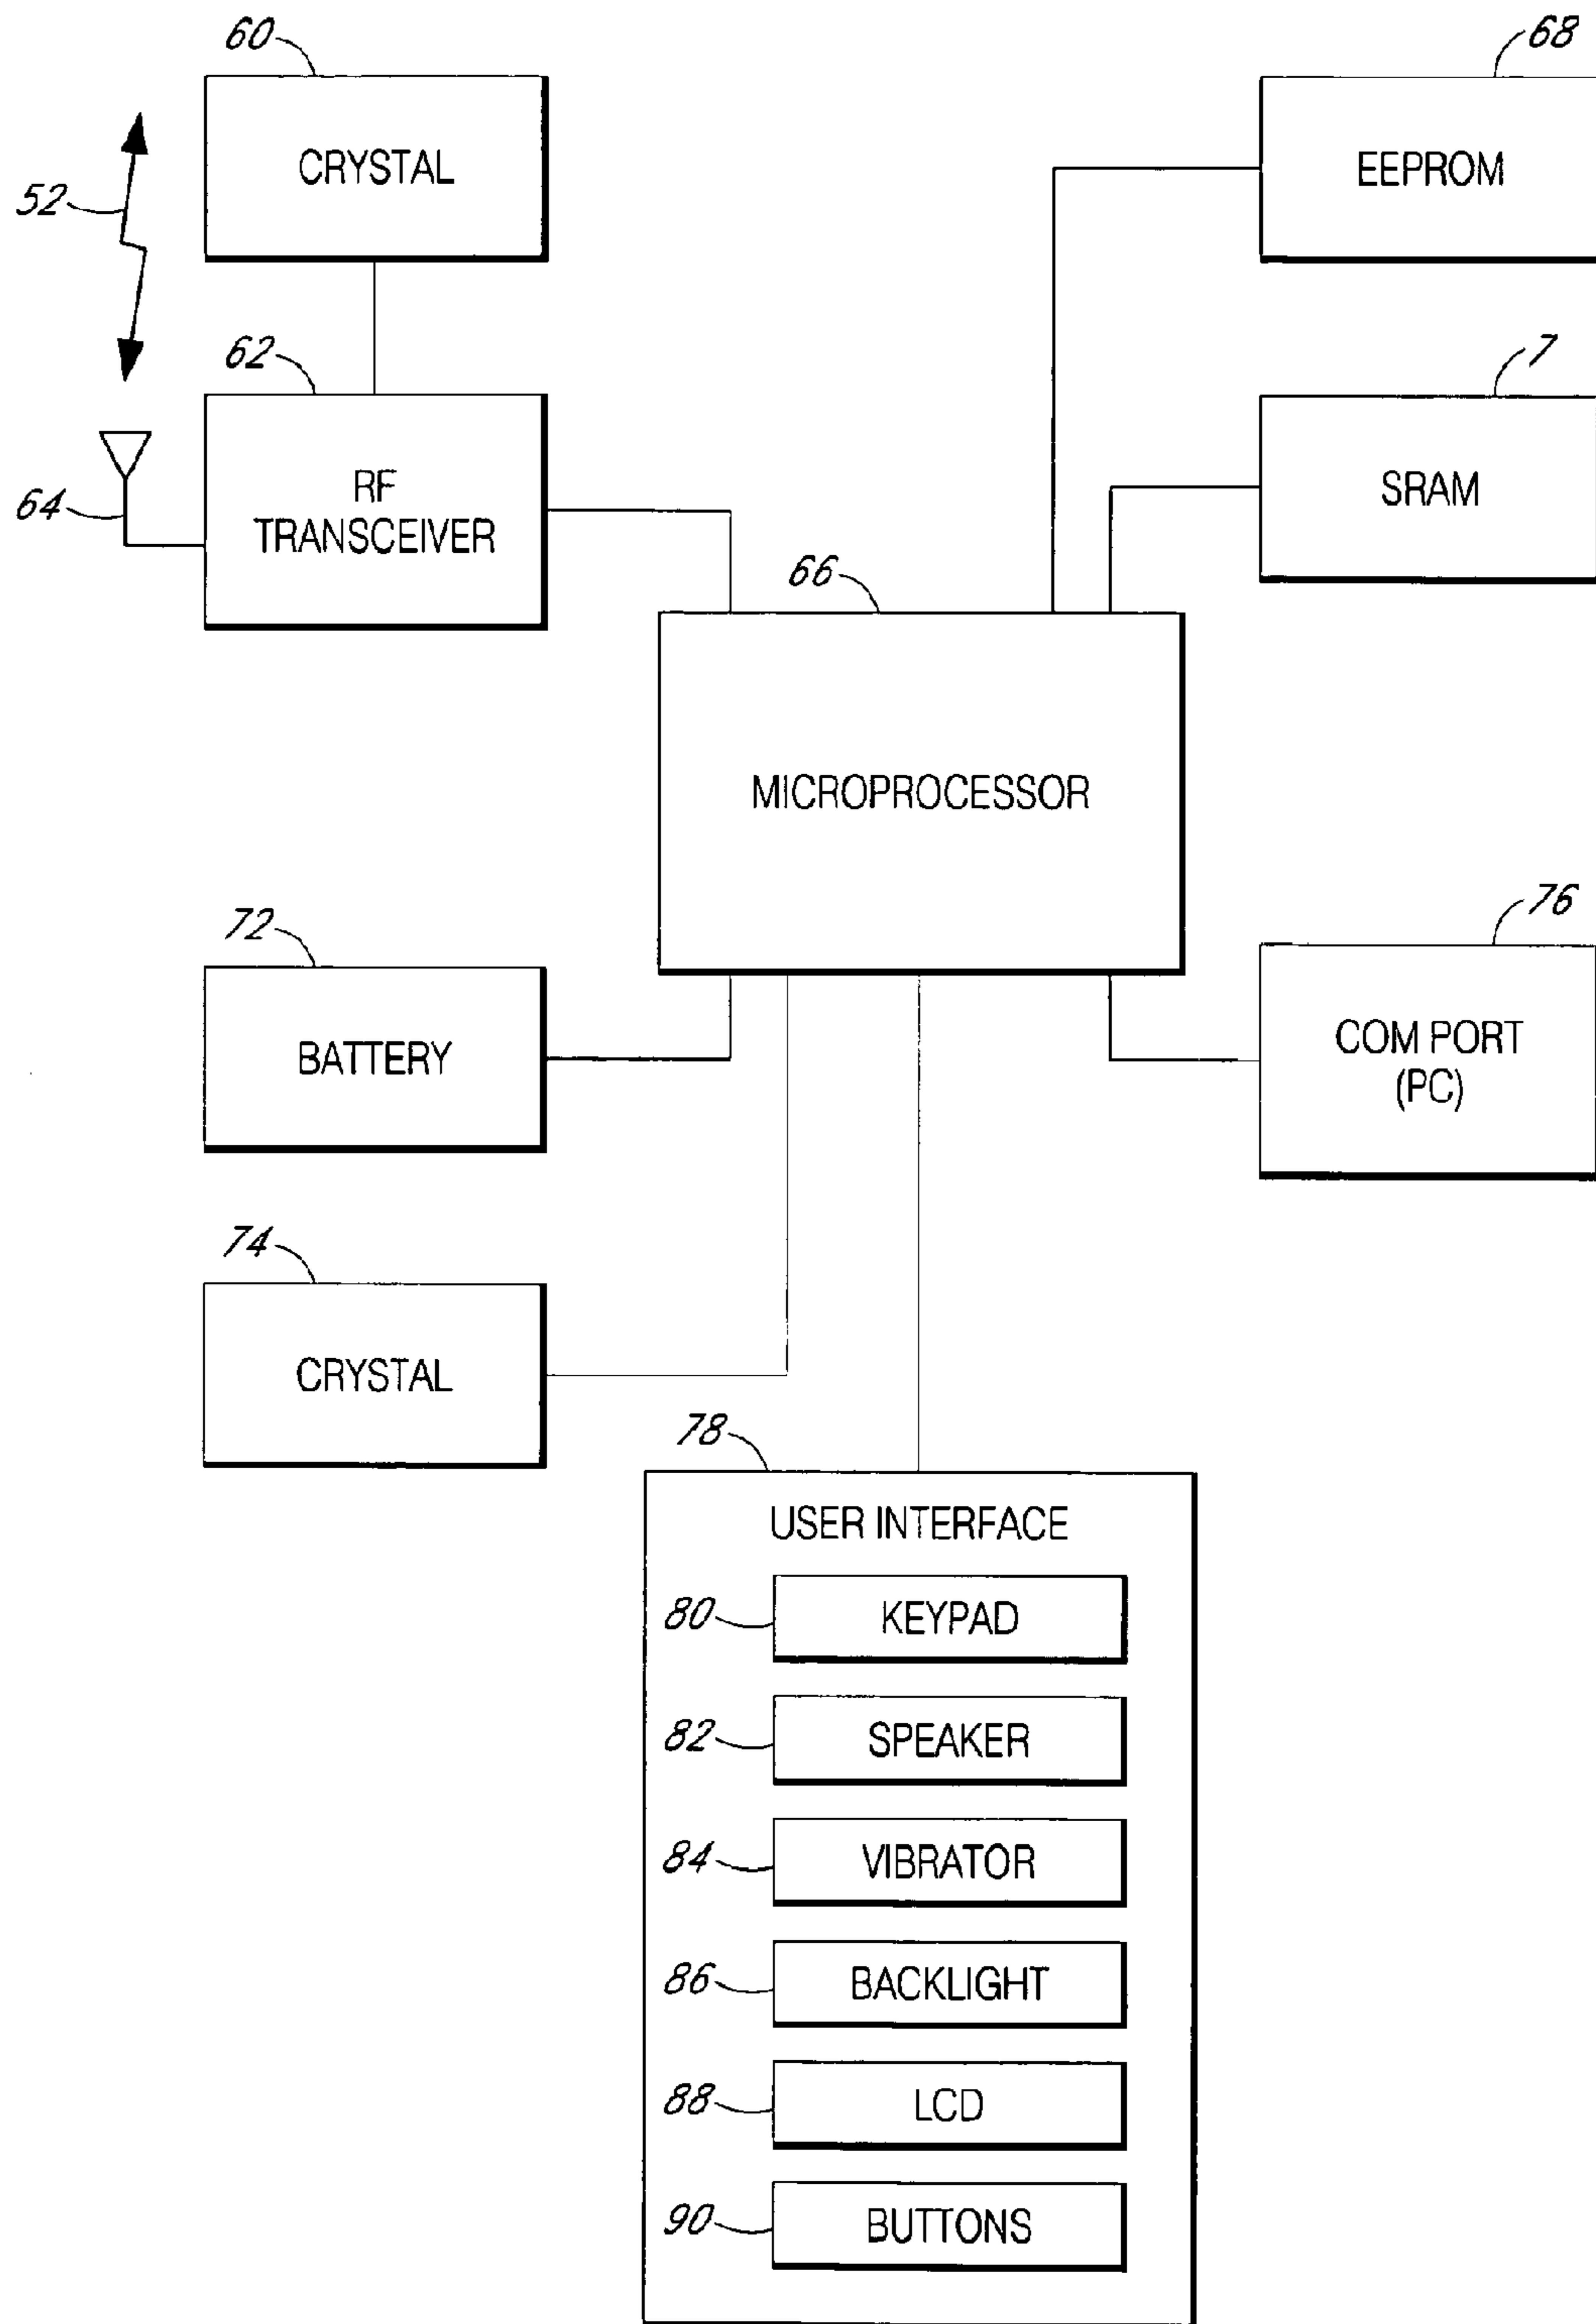 60
CRYSTAL
52
62
RF
TRANSCEIVER
64
68
EEPROM
7
SRAM
66
MICROPROCESSOR
72
BATTERY
76
COM PORT
(PC)
74
CRYSTAL
78
USER INTERFACE
80
KEYPAD
82
SPEAKER
84
VIBRATOR
86
BACKLIGHT
88
LCD
90
BUTTONS